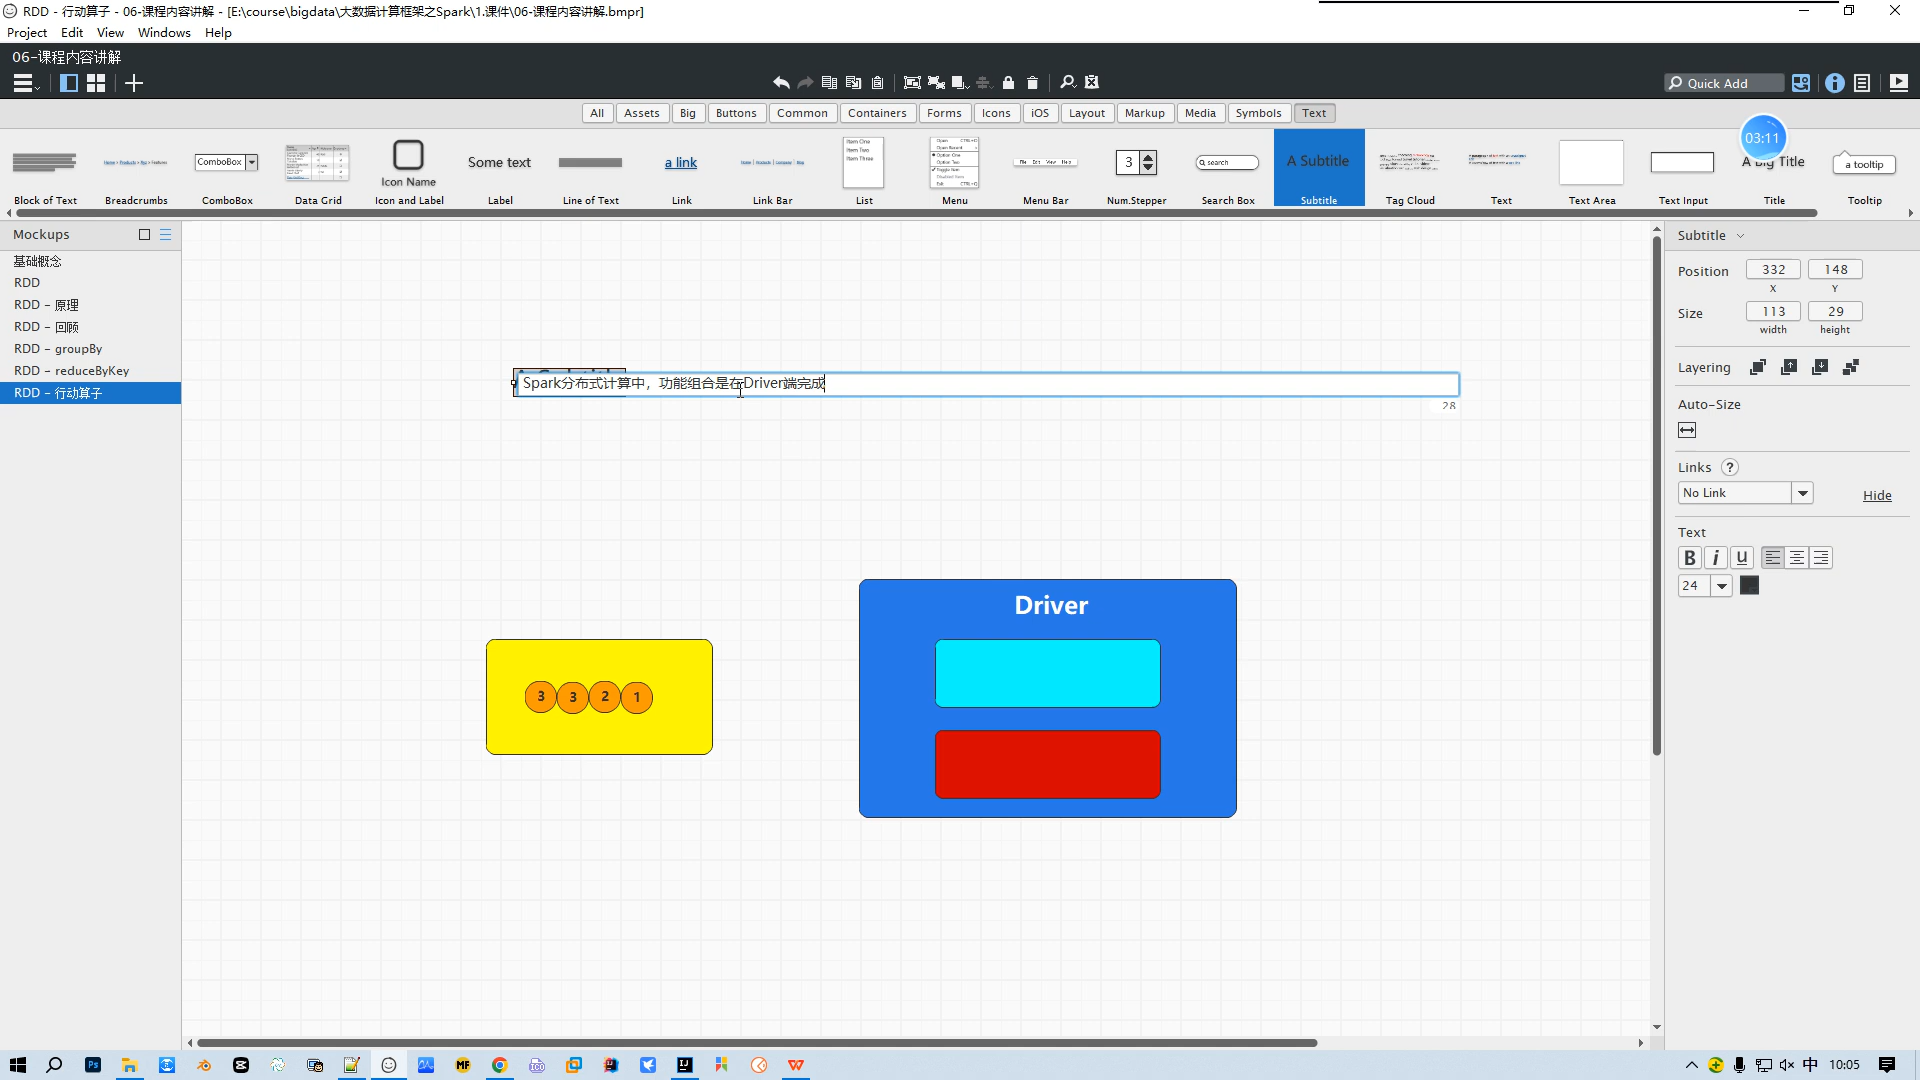 RDD - 行动算子 - 06-课程内容讲解 - [E:\course\bigdata\大数据计算框架之Spark\1.课件\06-课程内容讲解.bmpr]
Project Edit View Windows Help
06-课程内容讲解
Quick Add
All Assets Big Buttons Common Containers Forms Icons iOS Layout Markup Media Symbols Text
03:11
ComboBox
Icon Name
Some text
a link
3
search
A Subtitle
A Big Title
a tooltip
Block of Text Breadcrumbs ComboBox Data Grid Icon and Label Label Line of Text Link Link Bar List Menu Menu Bar Num.Stepper Search Box Subtitle Tag Cloud Text Text Area Text Input Title Tooltip
Mockups
基础概念
RDD
RDD - 原理
RDD - 回顾
RDD - groupBy
RDD - reduceByKey
RDD - 行动算子
Spark分布式计算中，功能组合是在Driver端完成
28
Driver
3 3 2 1
Subtitle
Position 332 148
X Y
Size 113 29
width height
Layering
Auto-Size
Links ?
No Link Hide
Text
B i U
24
中 10:05